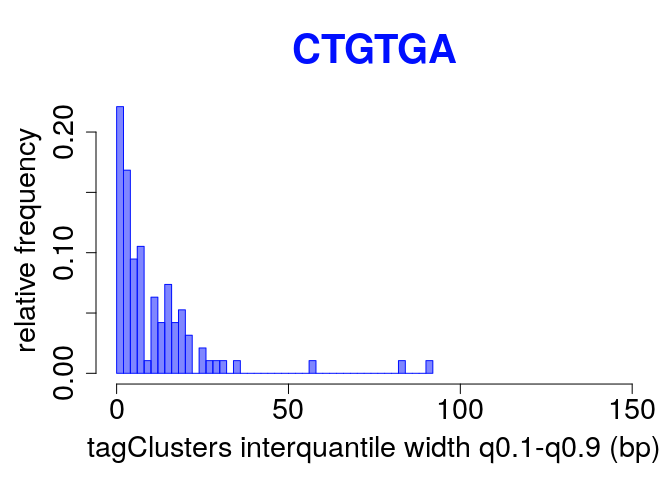 CTGTGA
relative frequency
0.20
0.10
0.00
0 50 100 150
tagClusters interquantile width q0.1-q0.9 (bp)